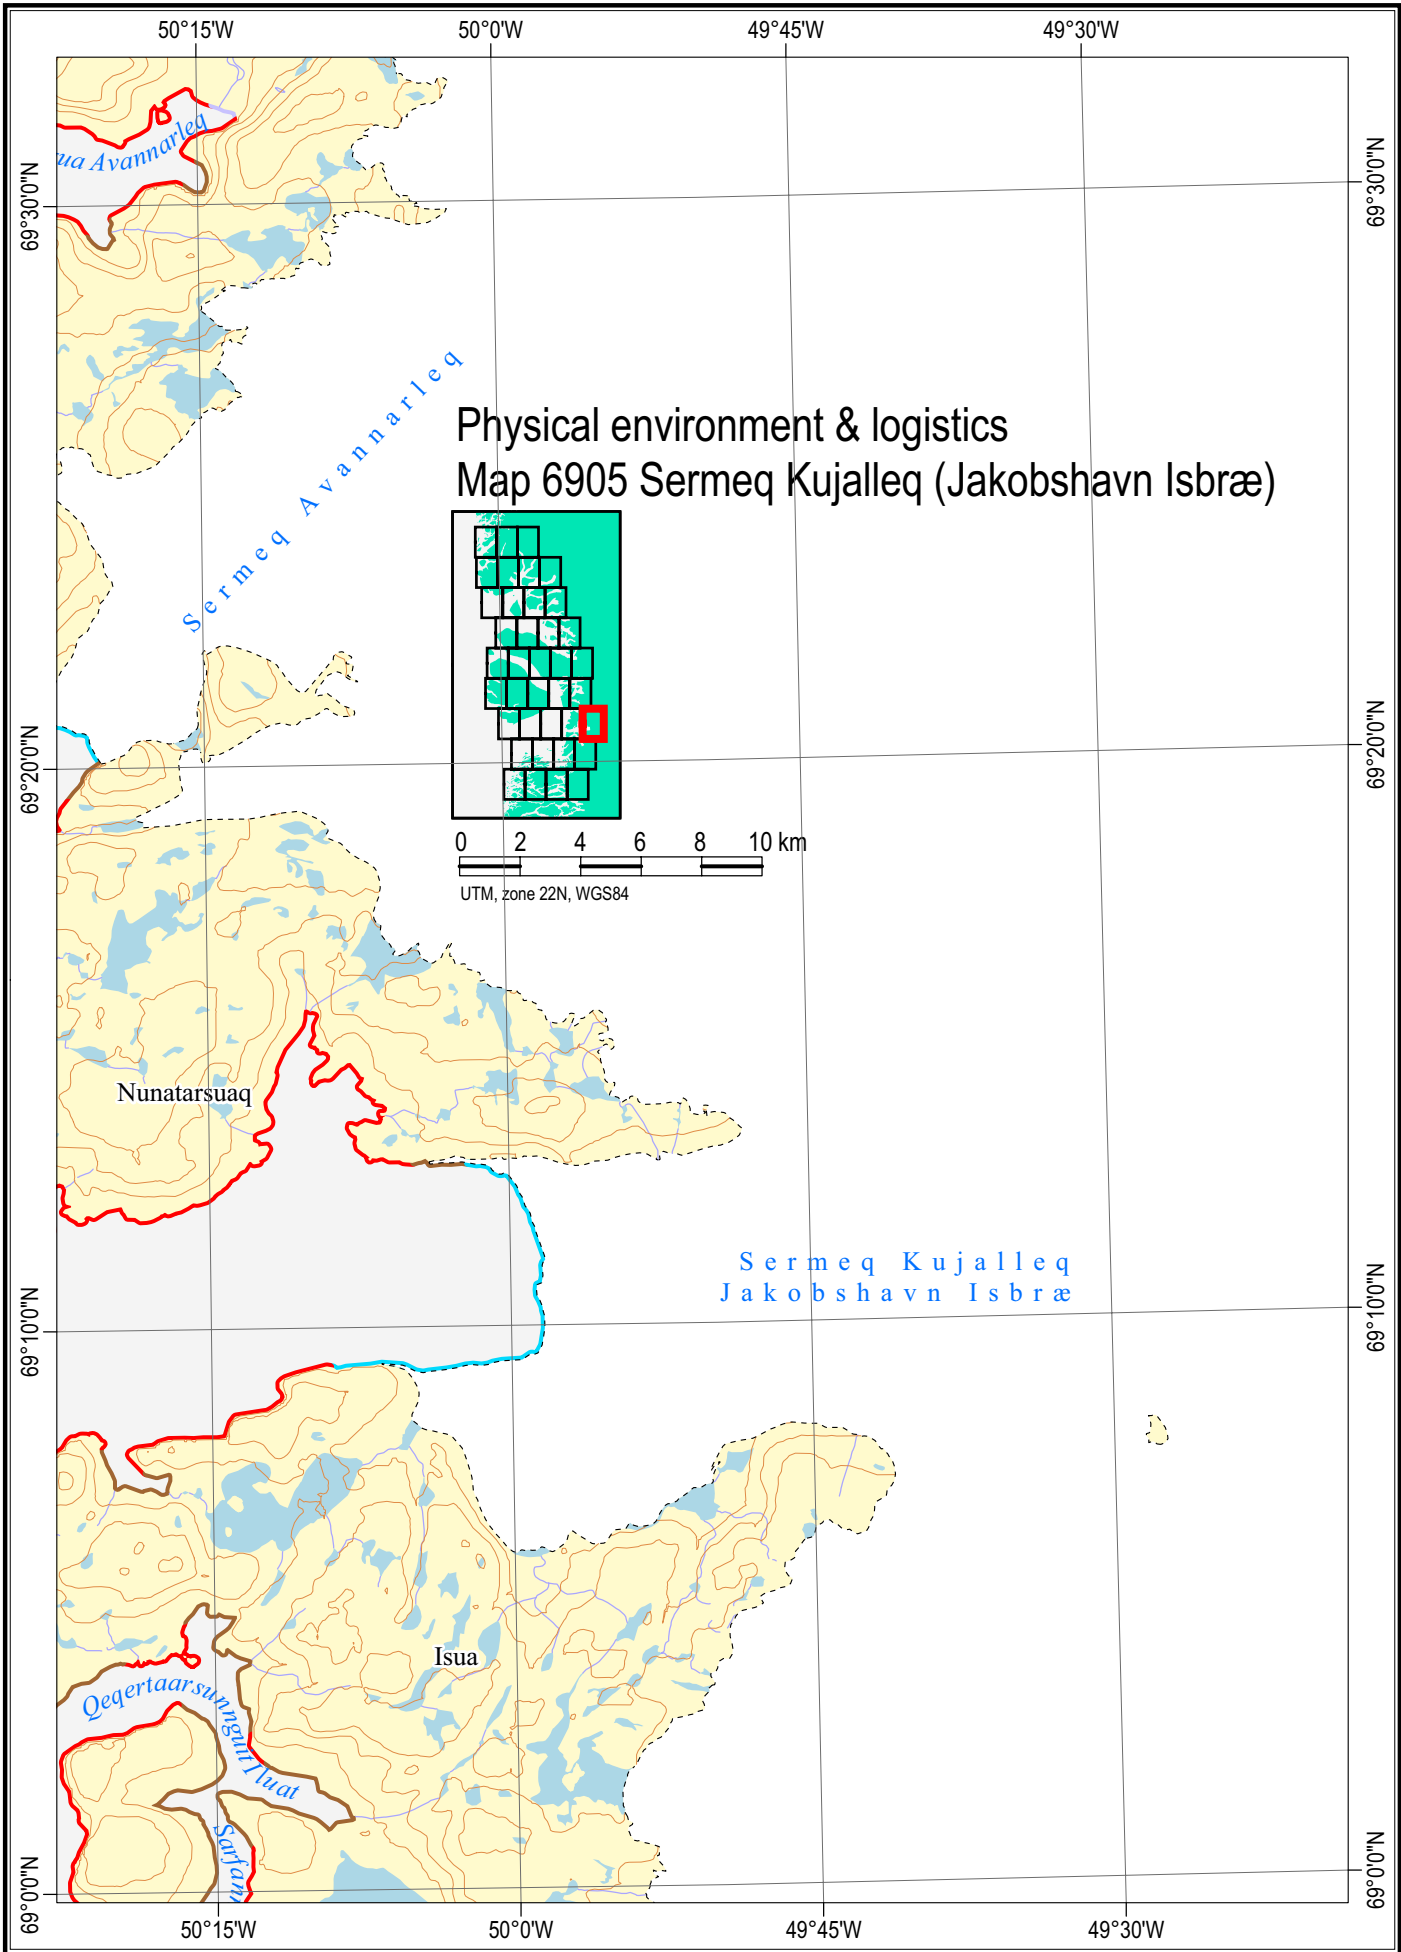 50°15'W 50°0'W 49°45'W 49°30'W
rua Avannarleq
69°30'0"N 69°30'0"N
Sermeq Avannarleq
Physical environment & logistics
Map 6905 Sermeq Kujalleq (Jakobshavn Isbræ)
69°20'0"N 69°20'0"N
0 2 4 6 8 10 km
UTM, zone 22N, WGS84
Nunatarsuaq
Sermeq Kujalleq
Jakobshavn Isbræ
69°10'0"N 69°10'0"N
Isua
Qeqertaarsunnguit Iluat
Sarfan
69°0'0"N 69°0'0"N
50°15'W 50°0'W 49°45'W 49°30'W